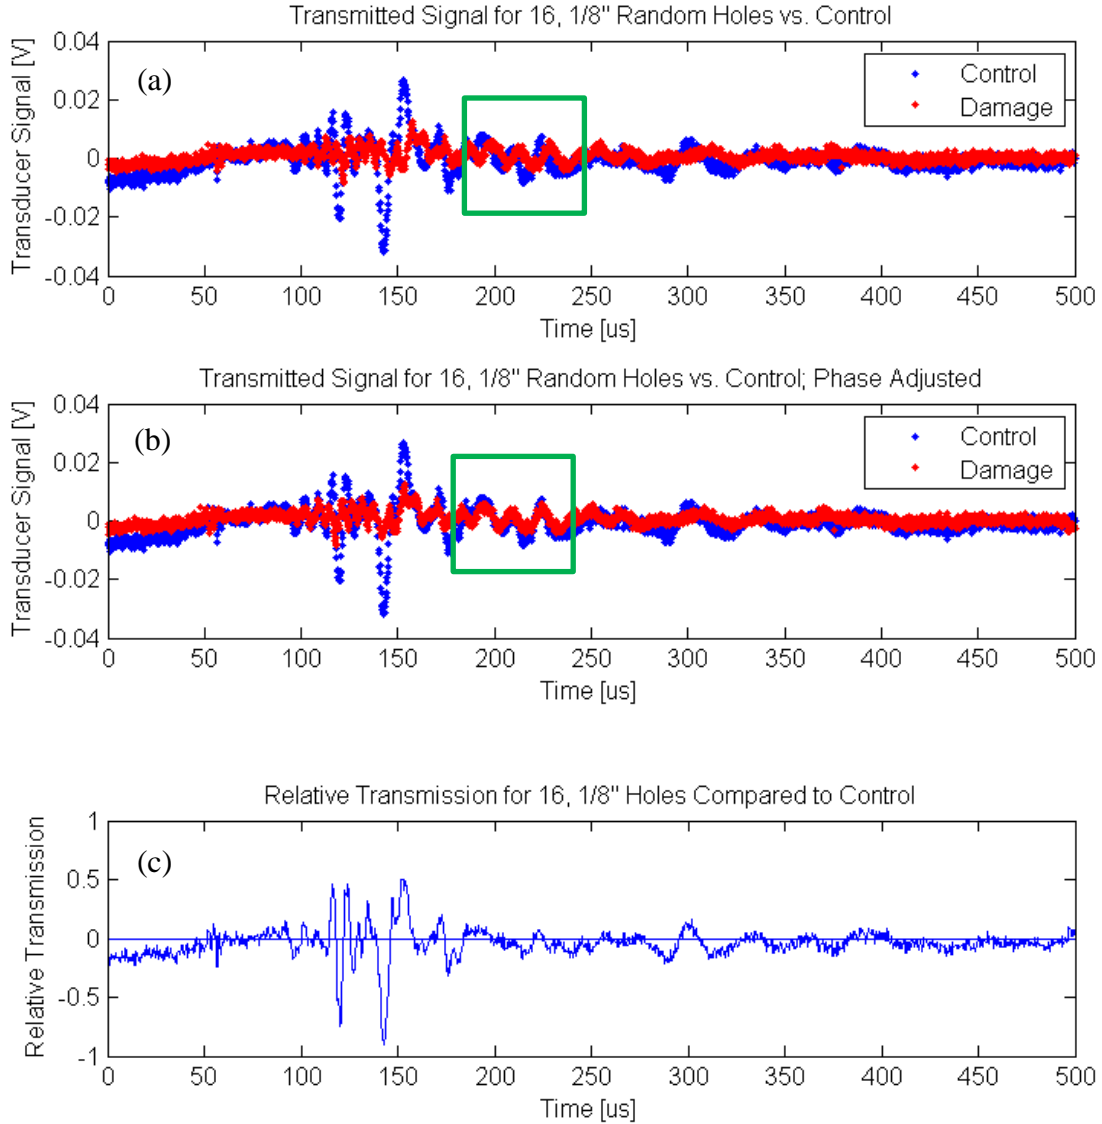 Transmitted Signal for 16, 1/8" Random Holes vs. Control
Transducer Signal [V]
0.04
0.02
0
-0.02
-0.04
(a)
Control
Damage
0 50 100 150 200 250 300 350 400 450 500
Time [us]
Transmitted Signal for 16, 1/8" Random Holes vs. Control; Phase Adjusted
Transducer Signal [V]
0.04
0.02
0
-0.02
-0.04
(b)
Control
Damage
0 50 100 150 200 250 300 350 400 450 500
Time [us]
Relative Transmission for 16, 1/8" Holes Compared to Control
Relative Transmission
1
0.5
0
-0.5
-1
(c)
0 50 100 150 200 250 300 350 400 450 500
Time [us]